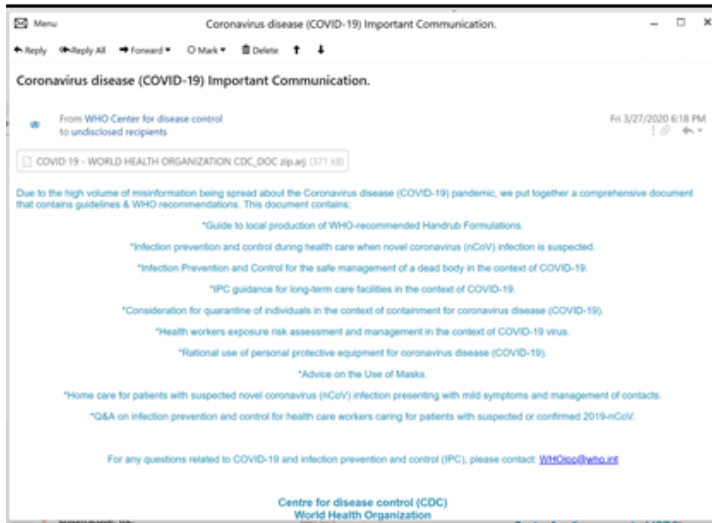 Menu
Coronavirus disease (COVID-19) Important Communication.
Reply Reply All Forward Mark Delete
Coronavirus disease (COVID-19) Important Communication.
From WHO Center for disease control
to undisclosed recipients
Fri 3/27/2020 6:18 PM
COVID 19 - WORLD HEALTH ORGANIZATION CDC_DOC zip.arj (371 kB)
Due to the high volume of misinformation being spread about the Coronavirus disease (COVID-19) pandemic, we put together a comprehensive document
that contains guidelines & WHO recommendations. This document contains;
*Guide to local production of WHO-recommended Handrub Formulations.
*Infection prevention and control during health care when novel coronavirus (nCoV) infection is suspected.
*Infection Prevention and Control for the safe management of a dead body in the context of COVID-19.
*IPC guidance for long-term care facilities in the context of COVID-19.
*Consideration for quarantine of individuals in the context of containment for coronavirus disease (COVID-19).
*Health workers exposure risk assessment and management in the context of COVID-19 virus.
*Rational use of personal protective equipment for coronavirus disease (COVID-19).
*Advice on the Use of Masks.
*Home care for patients with suspected novel coronavirus (nCoV) infection presenting with mild symptoms and management of contacts.
*Q&A on infection prevention and control for health care workers caring for patients with suspected or confirmed 2019-nCoV.
For any questions related to COVID-19 and infection prevention and control (IPC), please contact: WHOipc@who.int
Centre for disease control (CDC)
World Health Organization